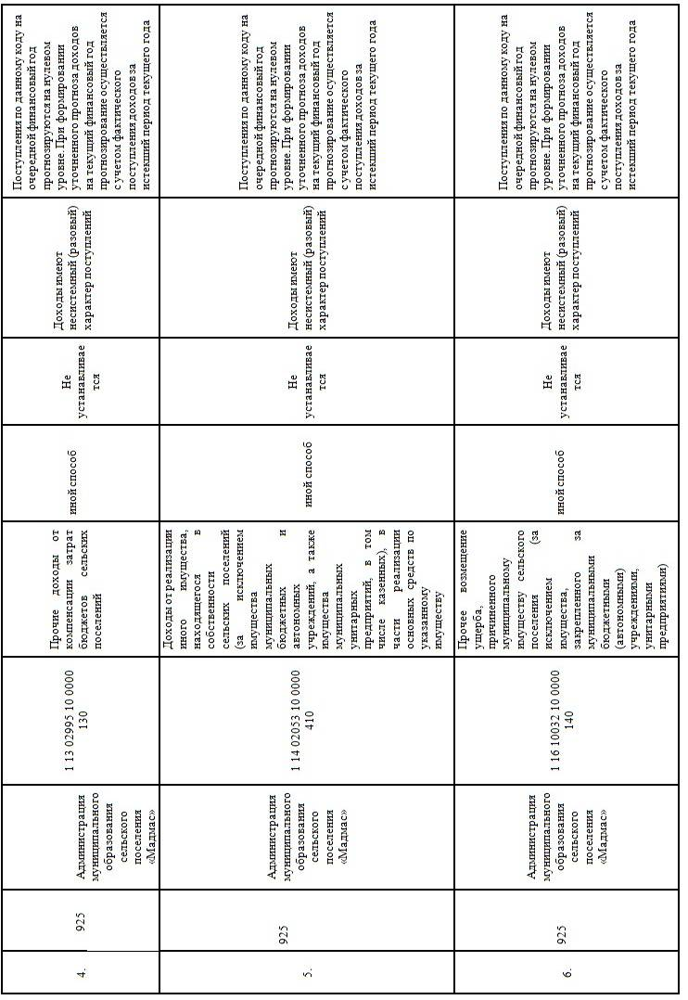 4.
925
Администрация
муниципального
образования
сельского
поселения
«Мадмас»
1 13 02995 10 0000
130
Прочие доходы от
компенсации затрат
бюджетов сельских
поселений
иной способ
Не
устанавливае
тся
Доходы имеют
несистемный (разовый)
характер поступлений
Поступления по данному коду на
очередной финансовый год
прогнозируются на нулевом
уровне. При формировании
уточненного прогноза доходов
на текущий финансовый год
прогнозирование осуществляется
с учетом фактического
поступления доходов за
истекший период текущего года
5.
925
Администрация
муниципального
образования
сельского
поселения
«Мадмас»
1 14 02053 10 0000
410
Доходы от реализации
иного имущества,
находящегося в
собственности
сельских поселений
(за исключением
имущества
муниципальных
бюджетных и
автономных
учреждений, а также
имущества
муниципальных
унитарных
предприятий, в том
числе казенных), в
части реализации
основных средств по
указанному
имуществу
иной способ
Не
устанавливае
тся
Доходы имеют
несистемный (разовый)
характер поступлений
Поступления по данному коду на
очередной финансовый год
прогнозируются на нулевом
уровне. При формировании
уточненного прогноза доходов
на текущий финансовый год
прогнозирование осуществляется
с учетом фактического
поступления доходов за
истекший период текущего года
6.
925
Администрация
муниципального
образования
сельского
поселения
«Мадмас»
1 16 10032 10 0000
140
Прочее возмещение
ущерба,
причиненного
муниципальному
имуществу сельского
поселения (за
исключением
имущества,
закрепленного за
муниципальными
бюджетными
(автономными)
учреждениями,
унитарными
предприятиями)
иной способ
Не
устанавливае
тся
Доходы имеют
несистемный (разовый)
характер поступлений
Поступления по данному коду на
очередной финансовый год
прогнозируются на нулевом
уровне. При формировании
уточненного прогноза доходов
на текущий финансовый год
прогнозирование осуществляется
с учетом фактического
поступления доходов за
истекший период текущего года